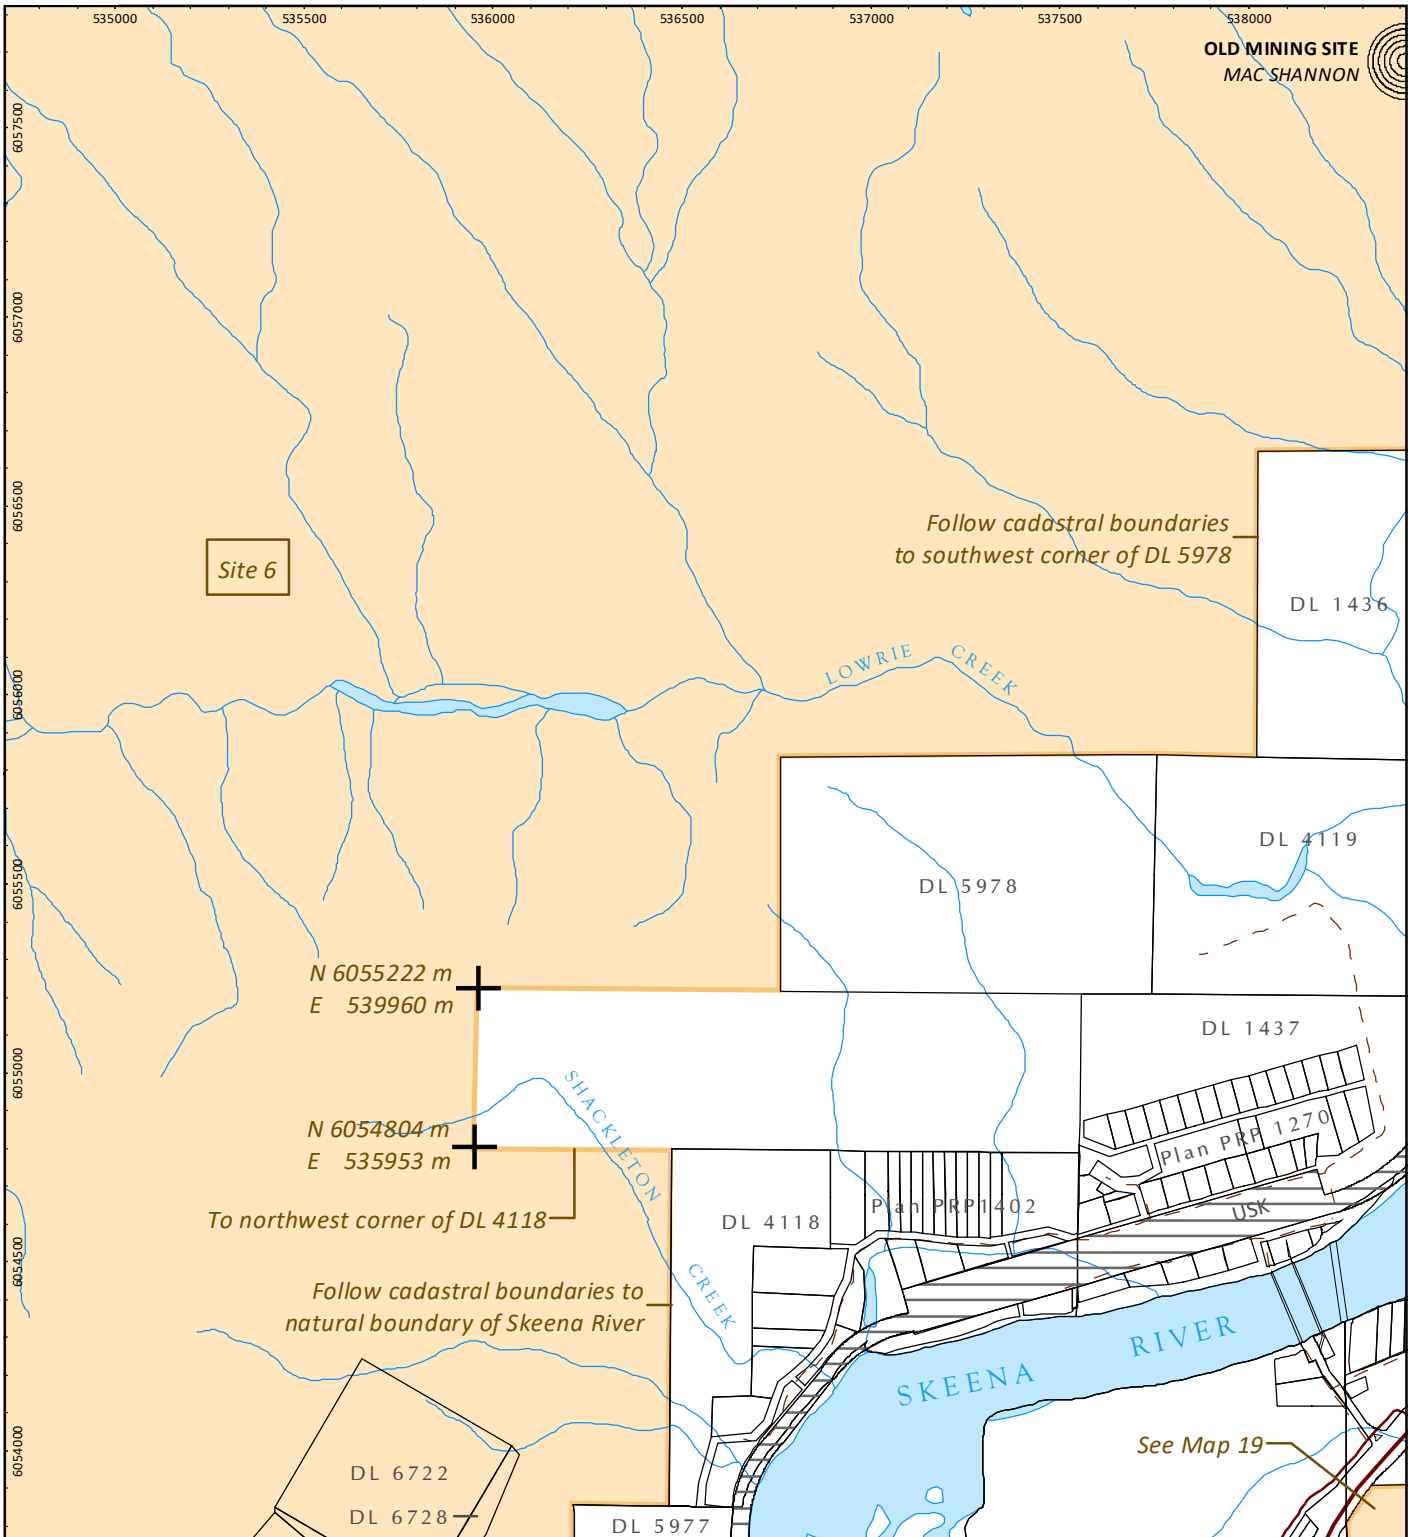 535000
535500
536000
536500
537000
537500
538000
OLD MINING SITE
MAC SHANNON
6057500
6057000
6056500
6056000
6055500
6055000
6054500
6054000
Follow cadastral boundaries
to southwest corner of DL 5978
Site 6
DL 1436
LOWRIE CREEK
DL 4119
DL 5978
N 6055222 m
E 539960 m
DL 1437
SHACKLETON CREEK
N 6054804 m
E 535953 m
Plan PRP 1270
To northwest corner of DL 4118
DL 4118
Plan PRP1402
USK
Follow cadastral boundaries to
natural boundary of Skeena River
SKEENA RIVER
See Map 19
DL 6722
DL 6728
DL 5977